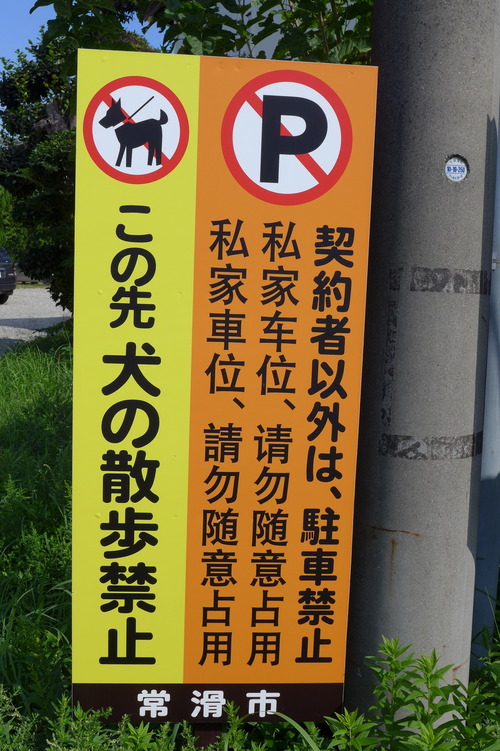 P
契約者以外は、駐車禁止
私家车位、请勿随意占用
私家車位、請勿随意占用
この先 犬の散歩禁止
常滑市